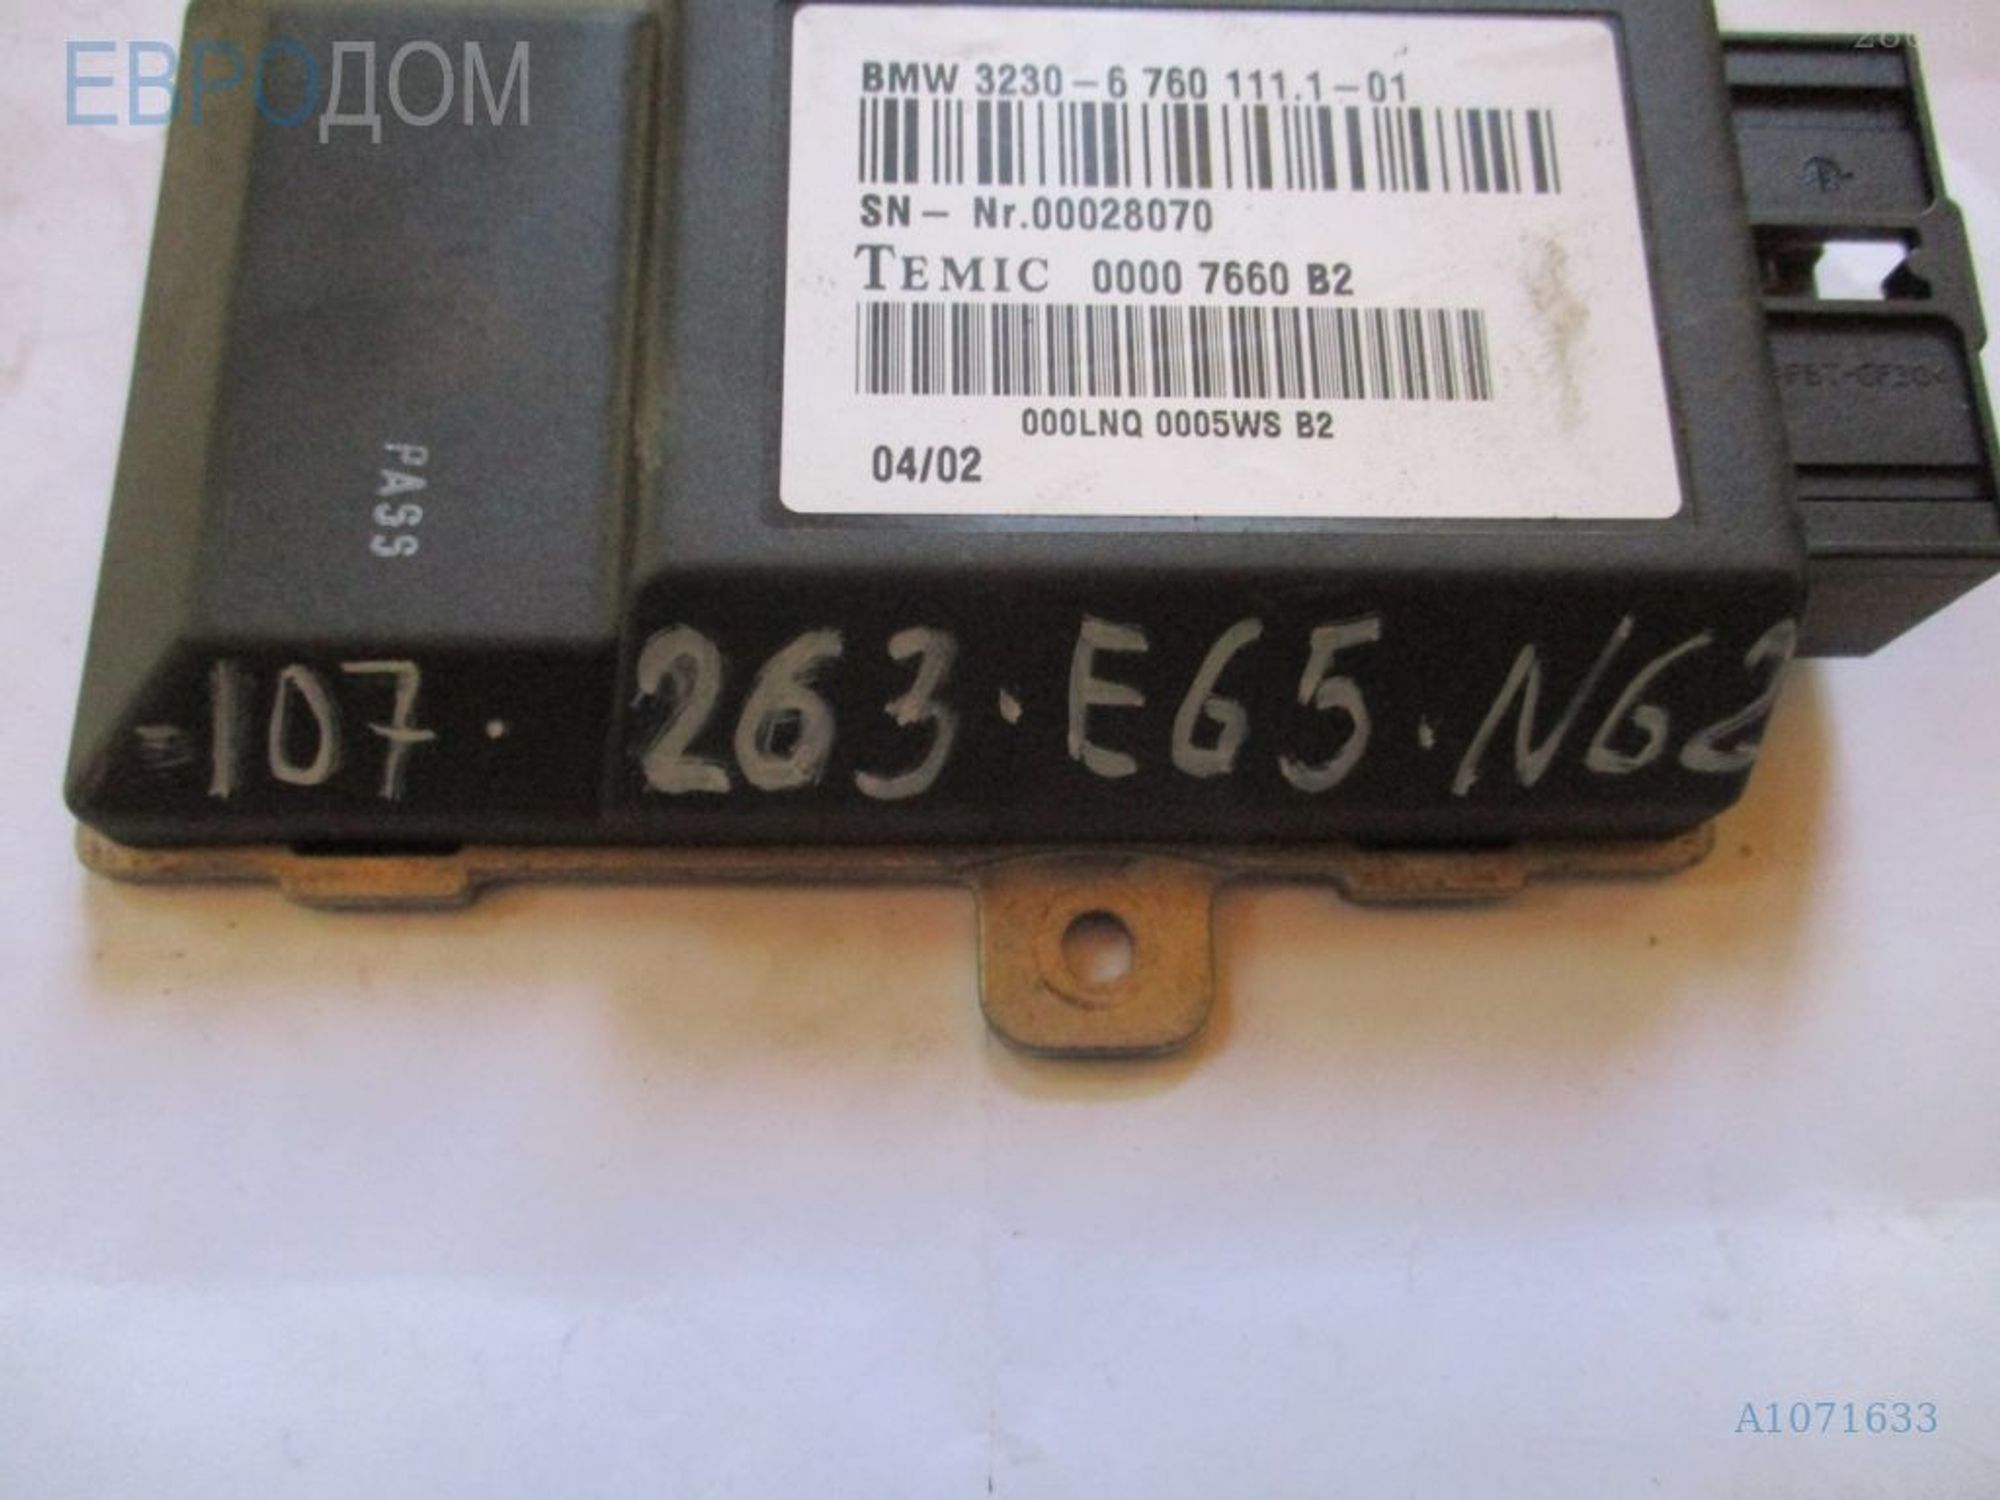 ЕВРОДОМ
BMW 3230-6 760 111.1-01
SN- Nr.00028070
TEMIC 0000 7660 B2
000LNQ 0005WS B2
04/02
PASS
-107. 263.E65.N62
A1071633